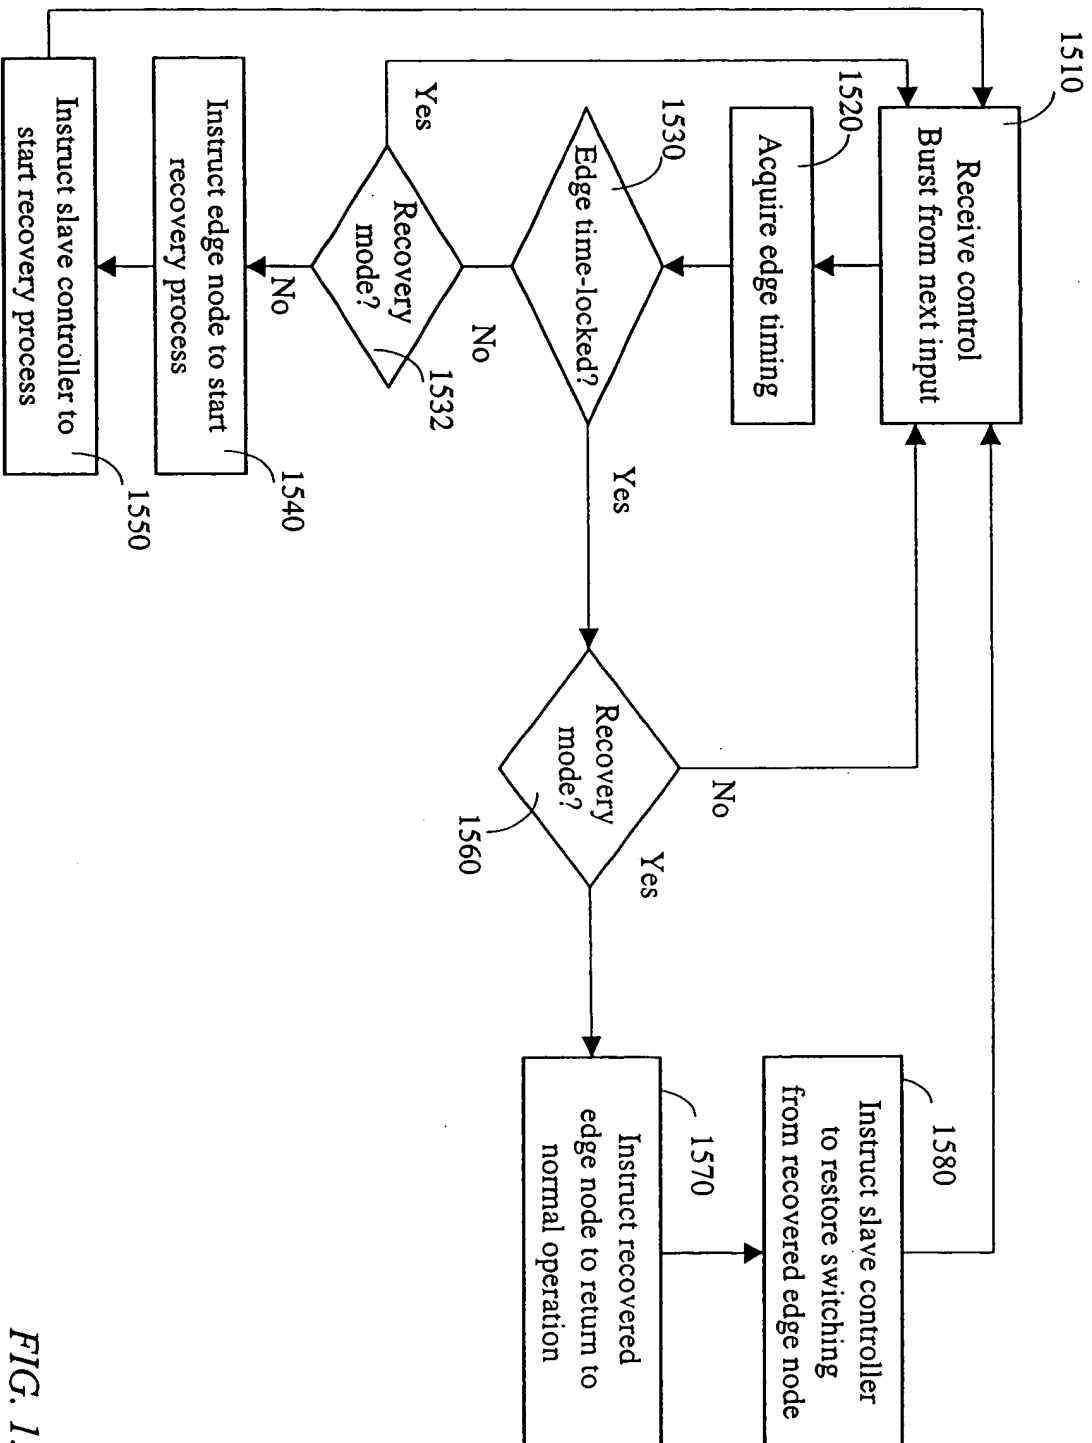 1510
Receive control
Burst from next input
1520
Acquire edge timing
1530
Edge time-locked?
Yes
No
Recovery
mode?
1532
Yes
No
Instruct edge node to start
recovery process
1540
Instruct slave controller to
start recovery process
1550
Recovery
mode?
1560
No
Yes
Instruct recovered
edge node to return to
normal operation
1570
Instruct slave controller
to restore switching
from recovered edge node
1580
FIG.